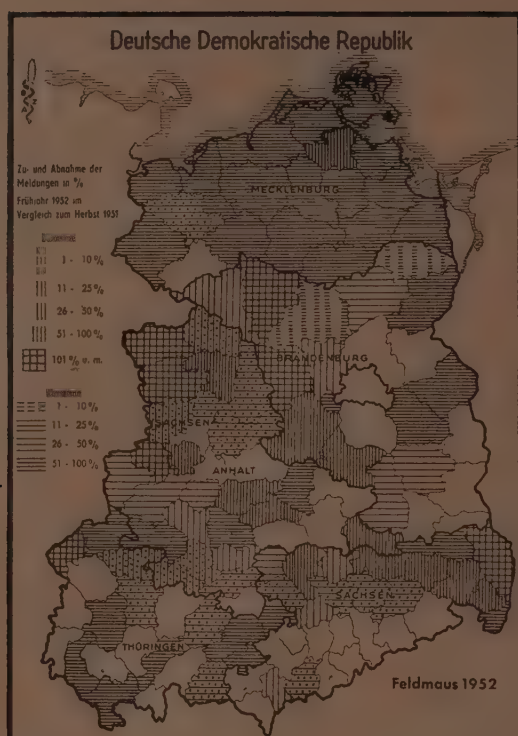 Deutsche Demokratische Republik
Zu- und Abnahme der
Meldungen in %
Frühjahr 1952 im
Vergleich zum Herbst 1951
1 - 10 %
11 - 25 %
26 - 30 %
51 - 100 %
101 % u. m.
1 - 10 %
11 - 25 %
26 - 50 %
51 - 100 %
MECKLENBURG
BRANDENBURG
SACHSEN
ANHALT
SACHSEN
THÜRINGEN
Feldmaus 1952